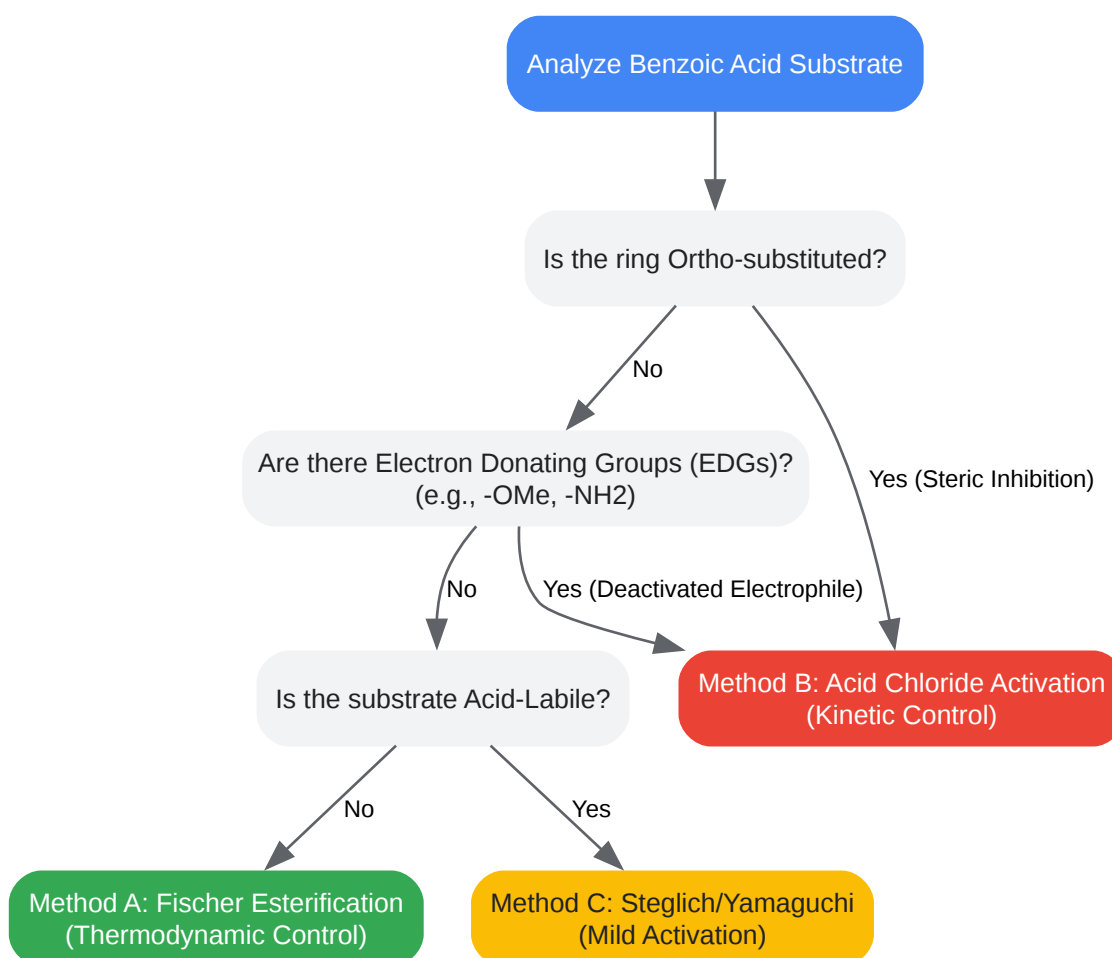 Analyze Benzoic Acid Substrate
Is the ring Ortho-substituted?
No
Are there Electron Donating Groups (EDGs)?
(e.g., -OMe, -NH2)
Yes (Steric Inhibition)
No
Yes (Deactivated Electrophile)
Is the substrate Acid-Labile?
Method B: Acid Chloride Activation
(Kinetic Control)
No
Yes
Method A: Fischer Esterification
(Thermodynamic Control)
Method C: Steglich/Yamaguchi
(Mild Activation)